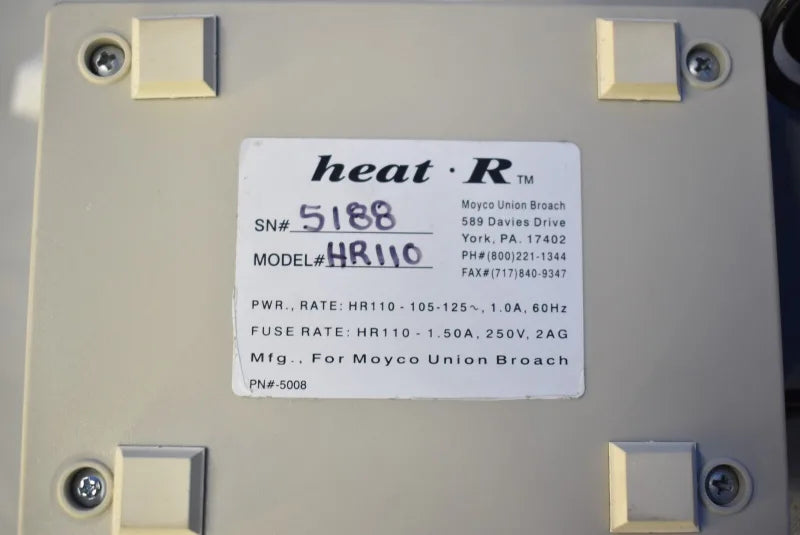 heat · R TM
SN# 5188
MODEL# HR110
Moyco Union Broach
589 Davies Drive
York, PA. 17402
PH#(800)221-1344
FAX#(717)840-9347
PWR., RATE: HR110 - 105-125∿, 1.0A, 60Hz
FUSE RATE: HR110 - 1.50A, 250V, 2AG
Mfg., For Moyco Union Broach
PN#-5008